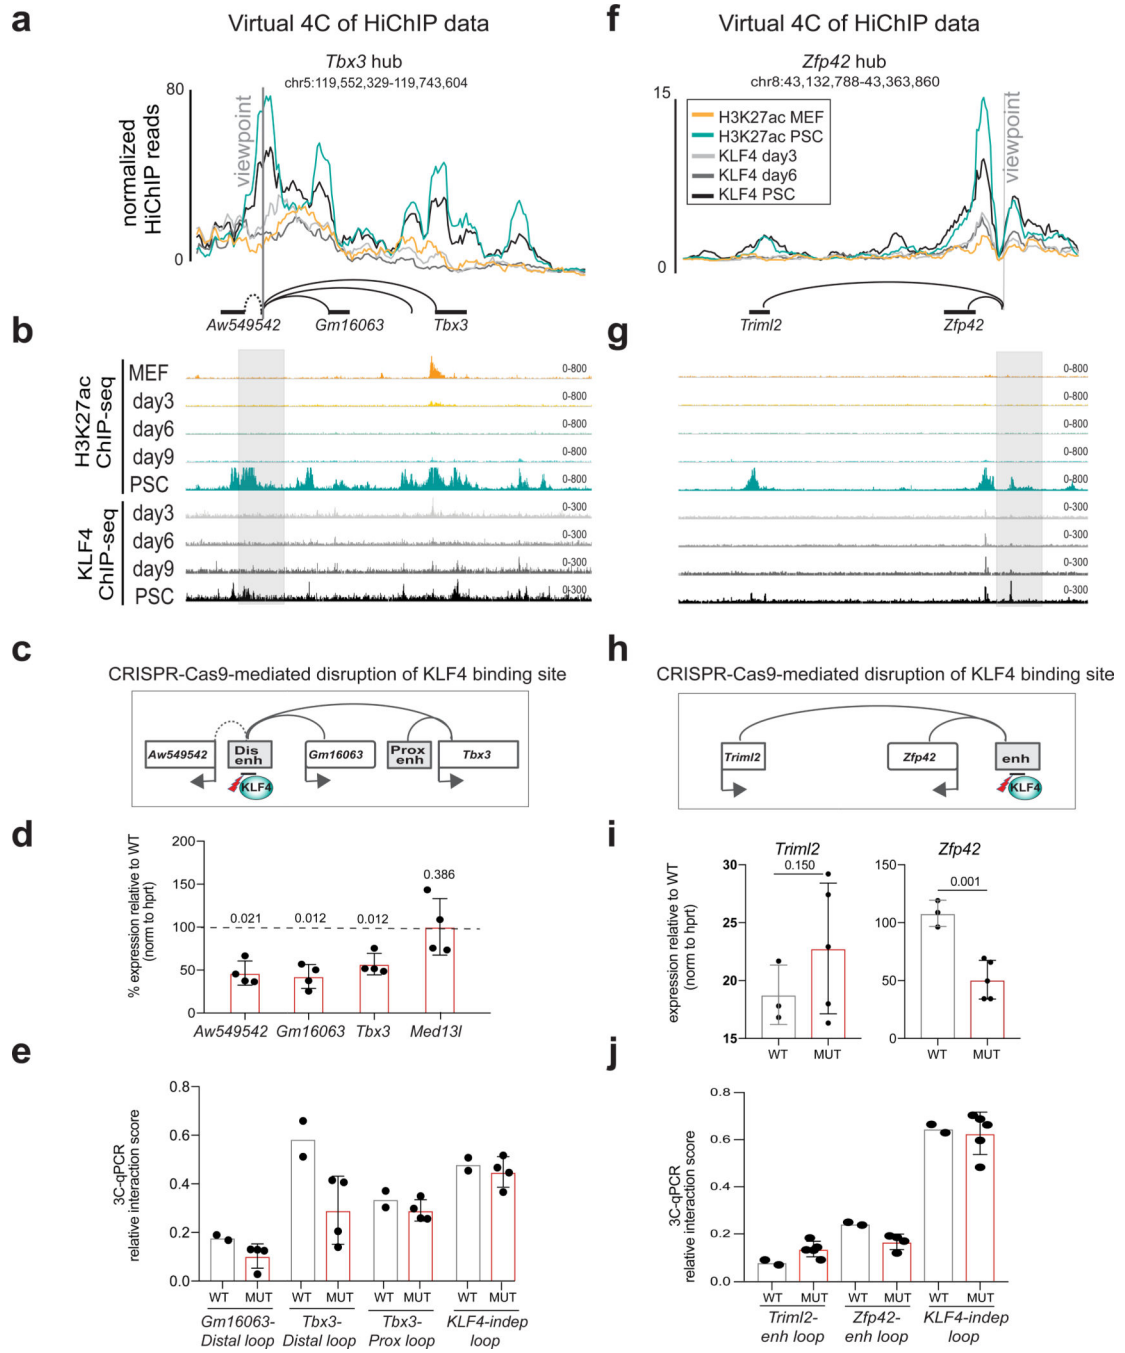 a
Virtual 4C of HiChIP data
Tbx3 hub
chr5:119,552,329-119,743,604
80
0
normalized
HiChIP reads
viewpoint
Aw549542
Gm16063
Tbx3
f
Virtual 4C of HiChIP data
Zfp42 hub
chr8:43,132,788-43,363,860
15
0
H3K27ac MEF
H3K27ac PSC
KLF4 day3
KLF4 day6
KLF4 PSC
viewpoint
Triml2
Zfp42
b
H3K27ac
ChIP-seq
MEF
0-800
day3
0-800
day6
0-800
day9
0-800
PSC
0-800
KLF4
ChIP-seq
day3
0-300
day6
0-300
day9
0-300
PSC
0-300
g
0-800
0-800
0-800
0-800
0-800
0-300
0-300
0-300
0-300
c
CRISPR-Cas9-mediated disruption of KLF4 binding site
Aw549542
Dis
enh
Gm16063
Prox
enh
Tbx3
KLF4
h
CRISPR-Cas9-mediated disruption of KLF4 binding site
Triml2
Zfp42
enh
KLF4
d
% expression relative to WT
(norm to hprt)
200
150
100
50
0
0.021
0.012
0.012
0.386
Aw549542
Gm16063
Tbx3
Med13l
i
expression relative to WT
(norm to hprt)
Triml2
30
25
20
15
0.150
WT
MUT
Zfp42
150
100
50
0
0.001
WT
MUT
e
3C-qPCR
relative interaction score
0.8
0.6
0.4
0.2
0.0
WT MUT WT MUT WT MUT WT MUT
Gm16063-
Distal loop
Tbx3-
Distal loop
Tbx3-
Prox loop
KLF4-indep
loop
j
3C-qPCR
relative interaction score
0.8
0.6
0.4
0.2
0.0
WT MUT WT MUT WT MUT
Triml2-
enh loop
Zfp42-
enh loop
KLF4-indep
loop